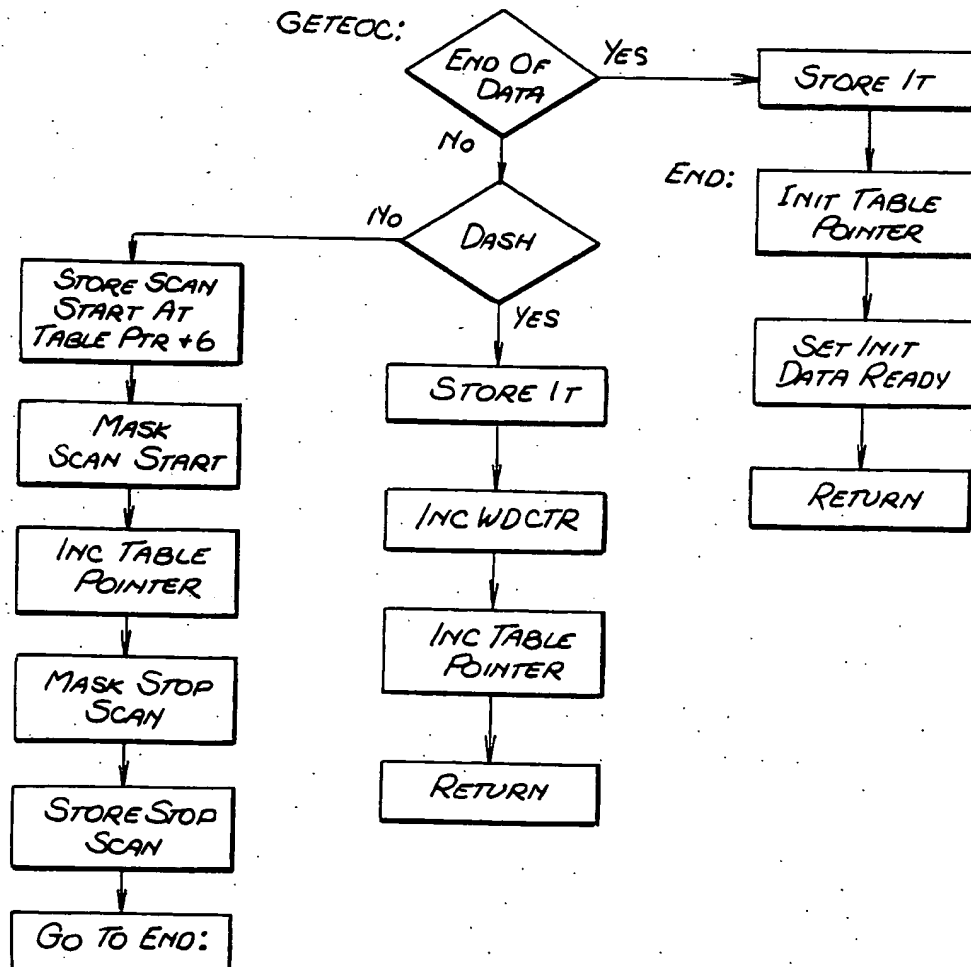 GETEOC:
END OF
DATA
YES
STORE IT
NO
END:
INIT TABLE
POINTER
NO
DASH
YES
STORE SCAN
START AT
TABLE PTR +6
SET INIT
DATA READY
STORE IT
MASK
SCAN START
RETURN
INC WDCTR
INC TABLE
POINTER
INC TABLE
POINTER
MASK STOP
SCAN
RETURN
STORE STOP
SCAN
GO TO END: